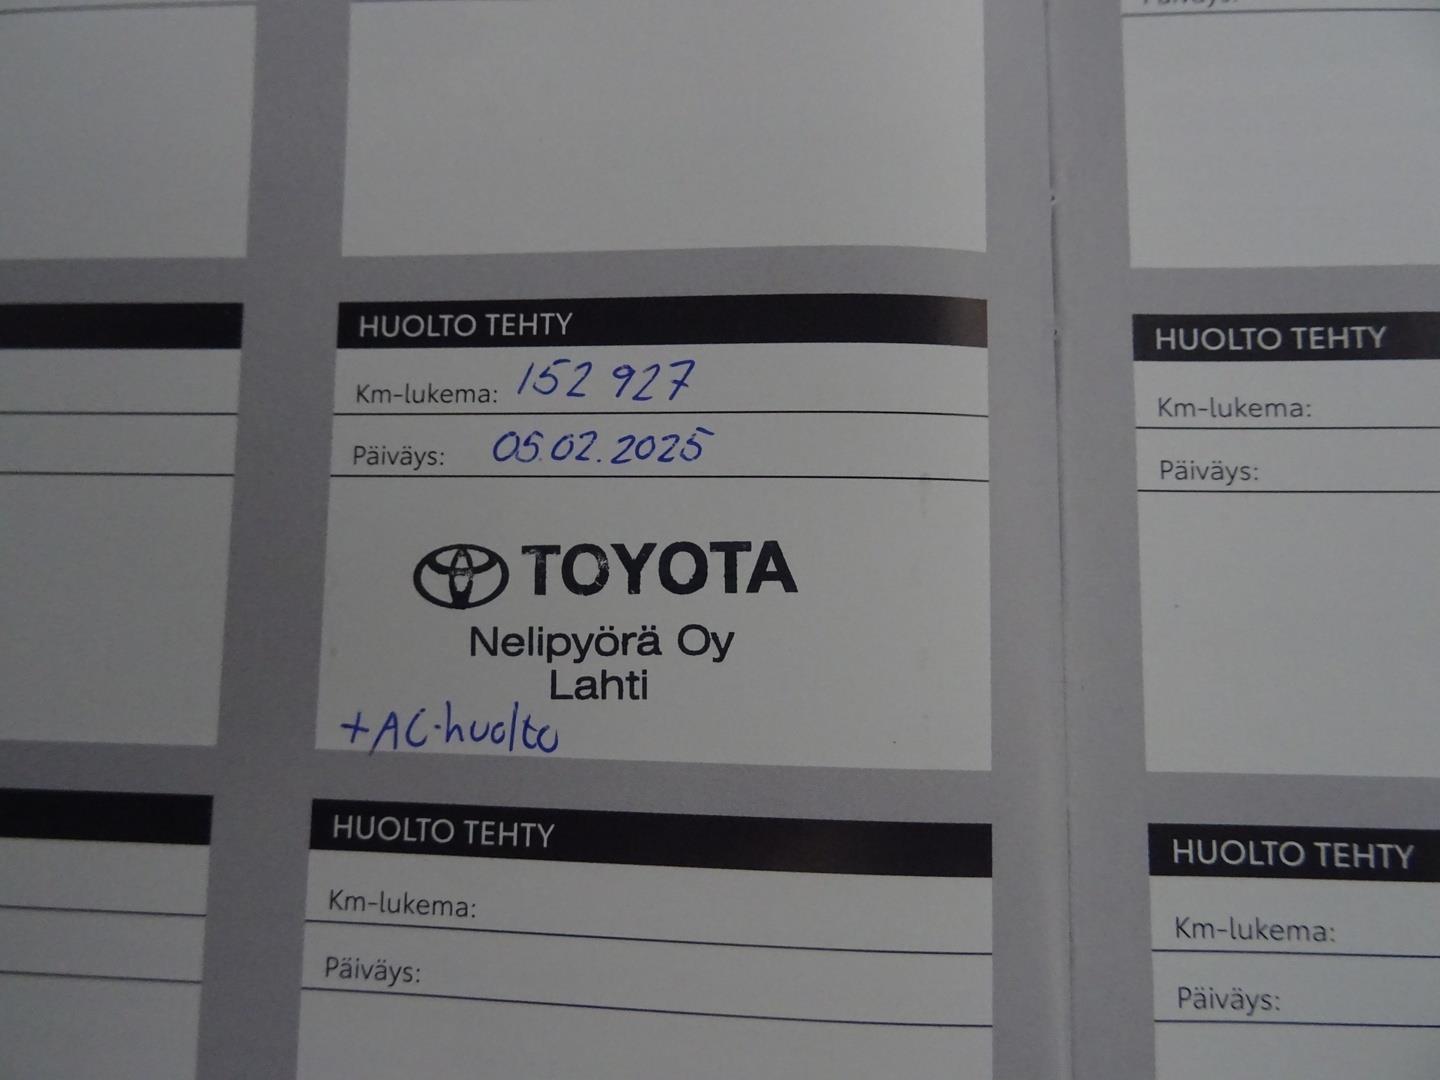 HUOLTO TEHTY
Km-lukema: 152 927
Päiväys: 05.02.2025
TOYOTA
Nelipyörä Oy
Lahti
+AC-huolto
HUOLTO TEHTY
Km-lukema:
Päiväys:
HUOLTO TEHTY
Km-lukema:
Päiväys:
HUOLTO TEHTY
Km-lukema:
Päiväys: